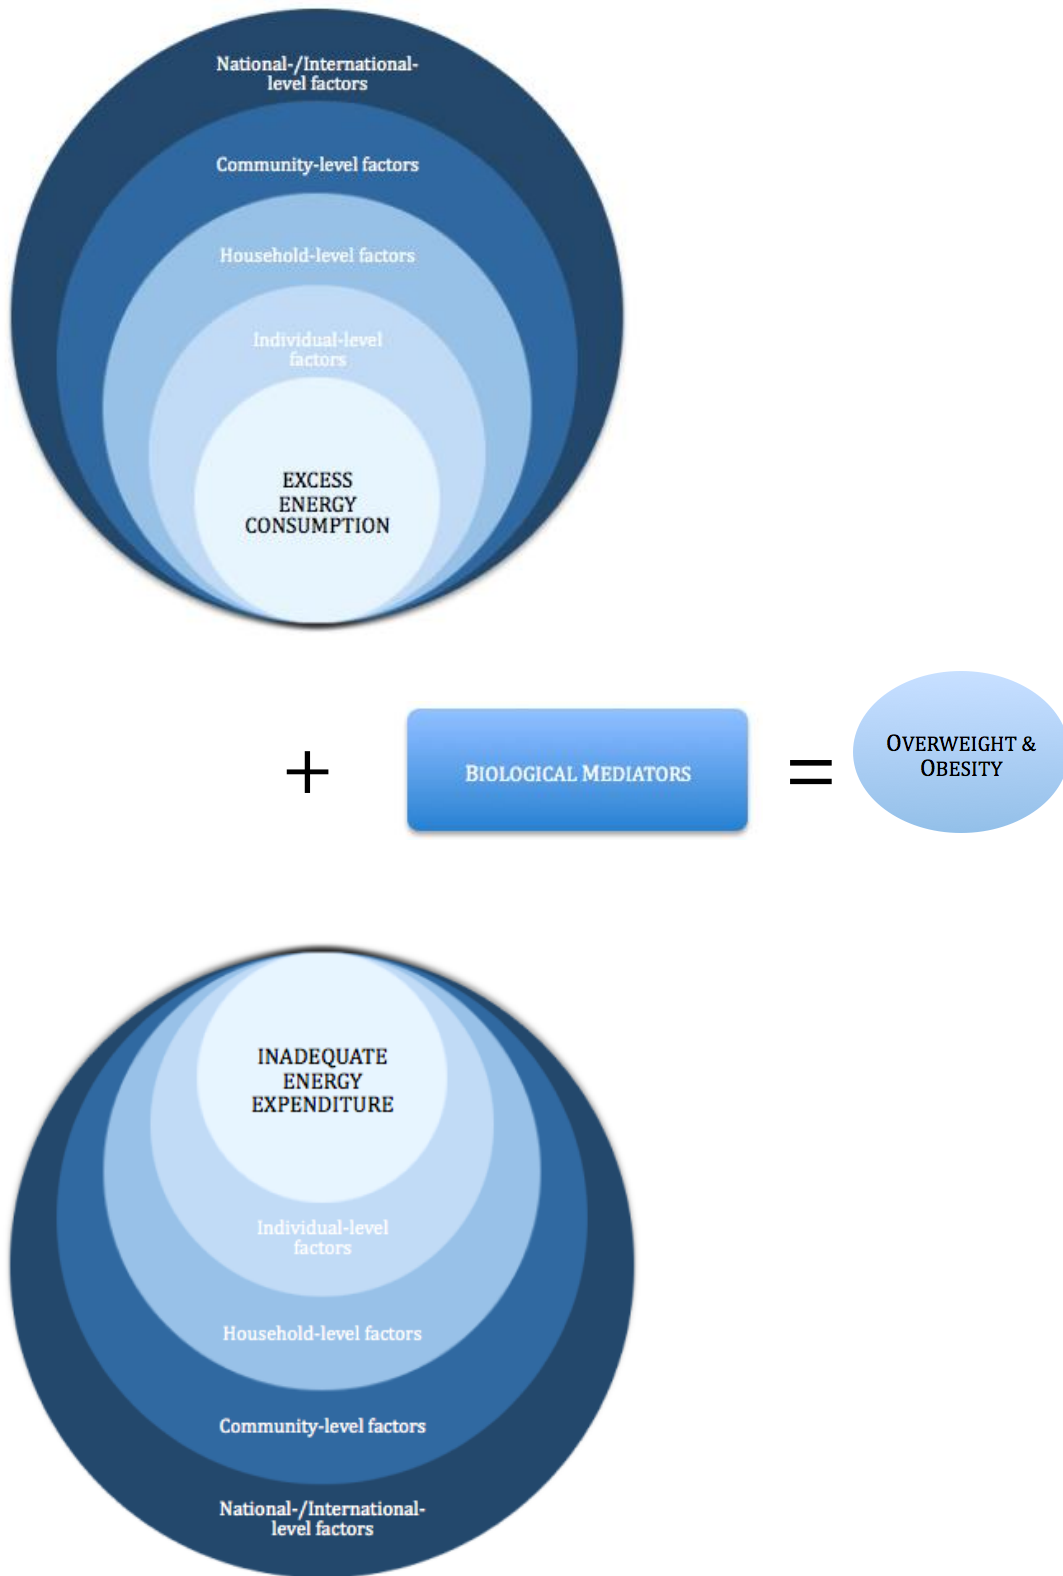 National-/International-
level factors
Community-level factors
Household-level factors
Individual-level
factors
EXCESS
ENERGY
CONSUMPTION
+
BIOLOGICAL MEDIATORS
=
OVERWEIGHT &
OBESITY
INADEQUATE
ENERGY
EXPENDITURE
Individual-level
factors
Household-level factors
Community-level factors
National-/International-
level factors